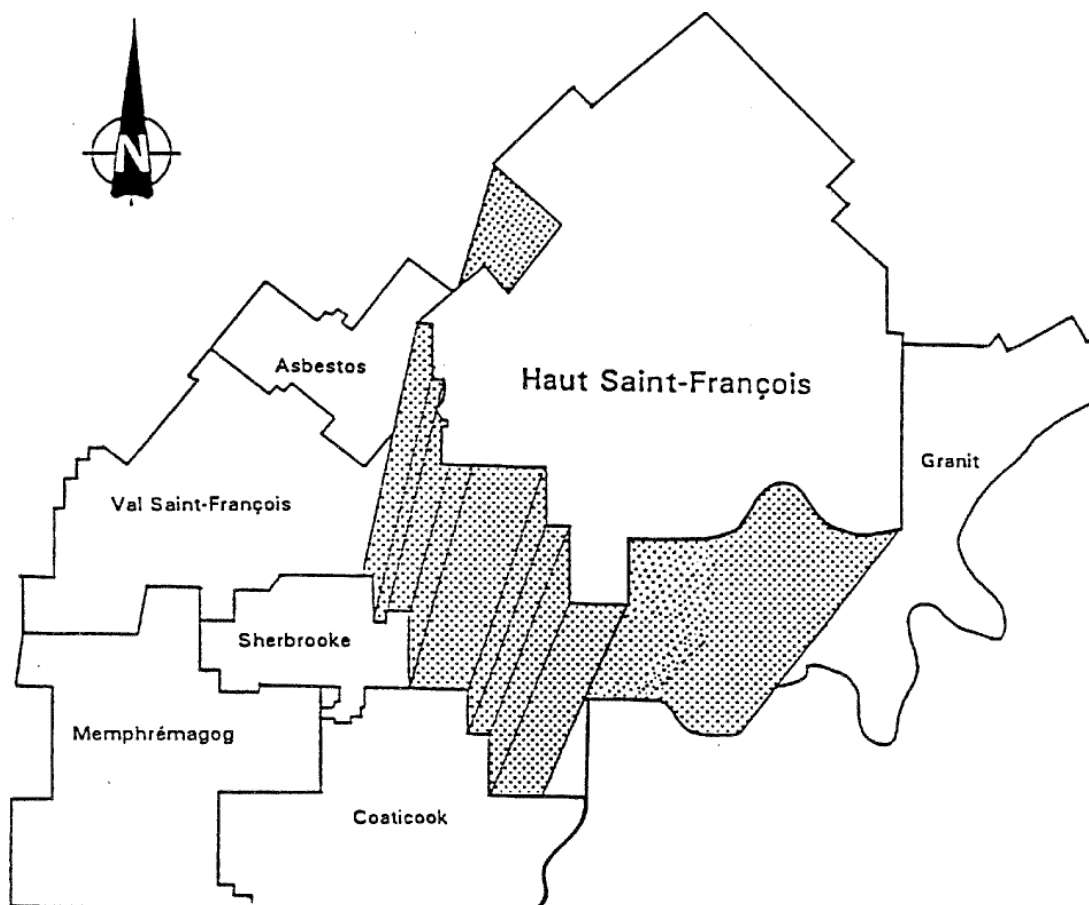 N
Asbestos
Haut Saint-François
Granit
Val Saint-François
Sherbrooke
Memphrémagog
Coaticook